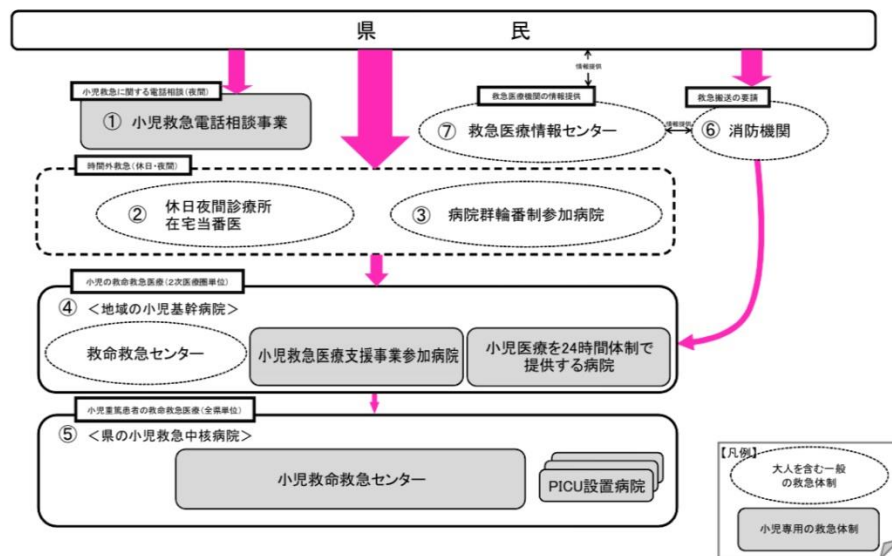 県　民
小児救急に関する電話相談(夜間)
① 小児救急電話相談事業
情報提供
救急医療機関の情報提供
⑦ 救急医療情報センター
情報提供
救急搬送の要請
⑥ 消防機関
時間外救急(休日・夜間)
② 休日夜間診療所
在宅当番医
③ 病院群輪番制参加病院
小児の救命救急医療(2次医療圏単位)
④ <地域の小児基幹病院>
救命救急センター
小児救急医療支援事業参加病院
小児医療を24時間体制で
提供する病院
小児重篤患者の救命救急医療(全県単位)
⑤ <県の小児救急中核病院>
小児救命救急センター
PICU設置病院
【凡例】
大人を含む一般
の救急体制
小児専用の救急体制